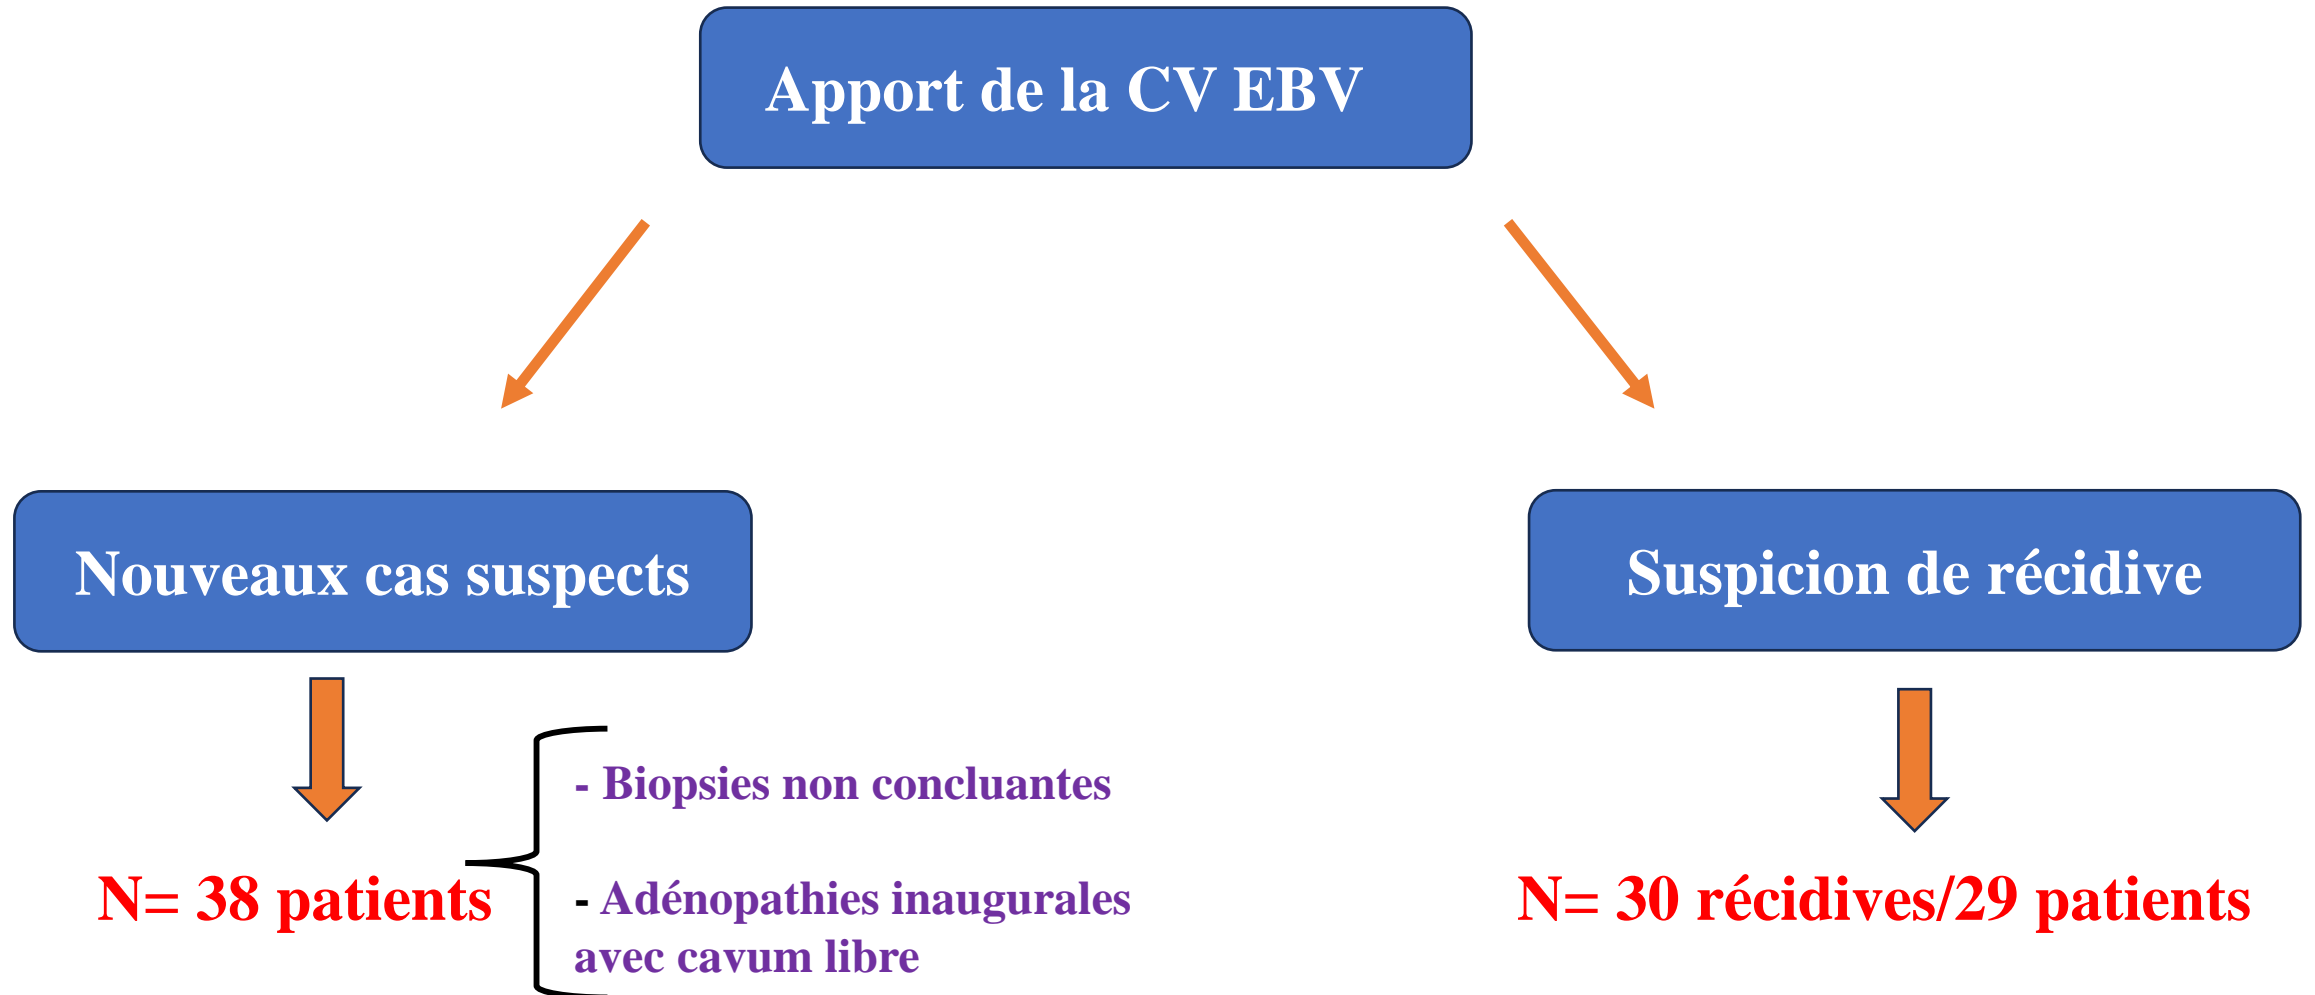 Apport de la CV EBV
Nouveaux cas suspects
Suspicion de récidive
- Biopsies non concluantes
N= 38 patients
- Adénopathies inaugurales
avec cavum libre
N= 30 récidives/29 patients